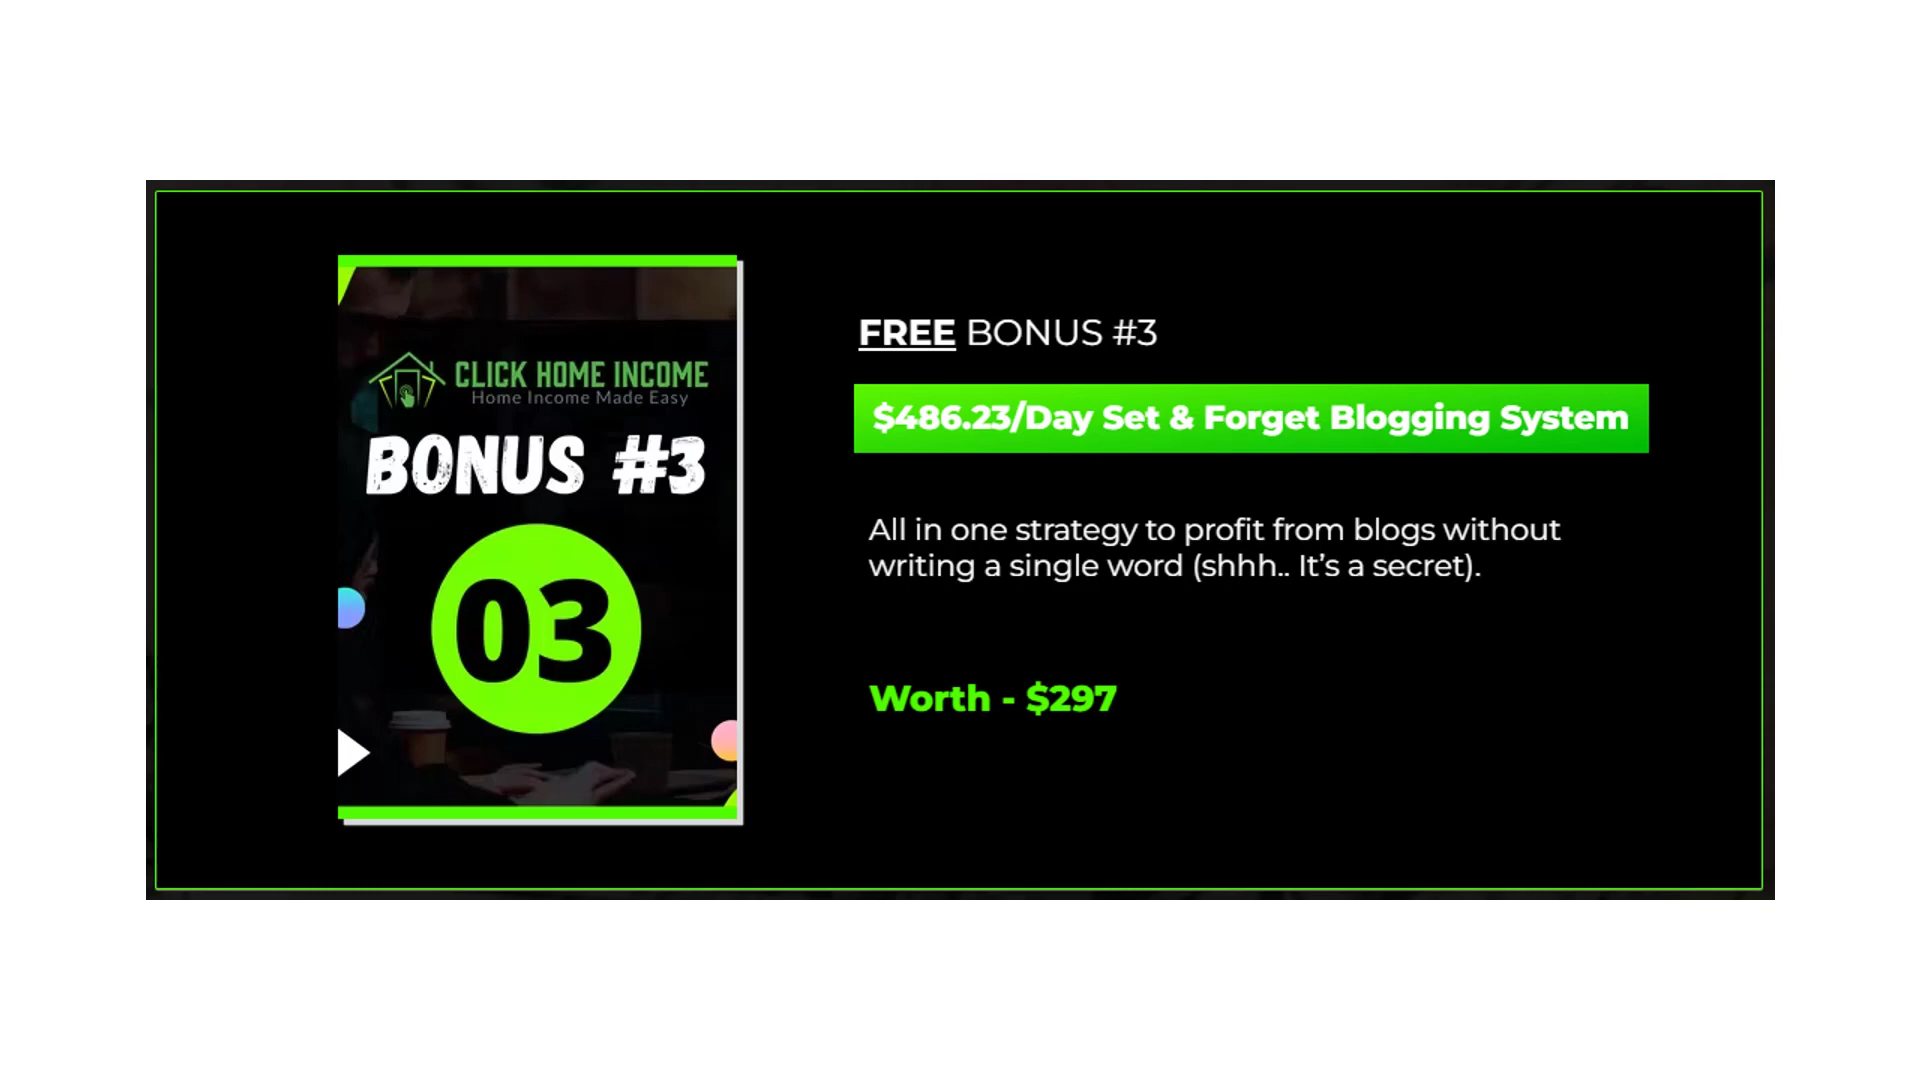 CLICK HOME INCOME
Home Income Made Easy
BONUS #3
03
FREE BONUS #3
$486.23/Day Set & Forget Blogging System
All in one strategy to profit from blogs without
writing a single word (shhh.. It’s a secret).
Worth - $297